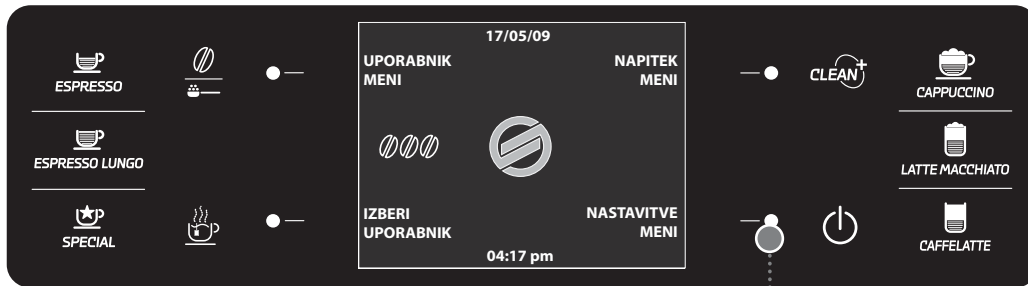 ESPRESSO
ESPRESSO LUNGO
SPECIAL
17/05/09
UPORABNIK
MENI
NAPITEK
MENI
IZBERI
UPORABNIK
NASTAVITVE
MENI
04:17 pm
CLEAN+
CAPPUCCINO
LATTE MACCHIATO
CAFFELATTE